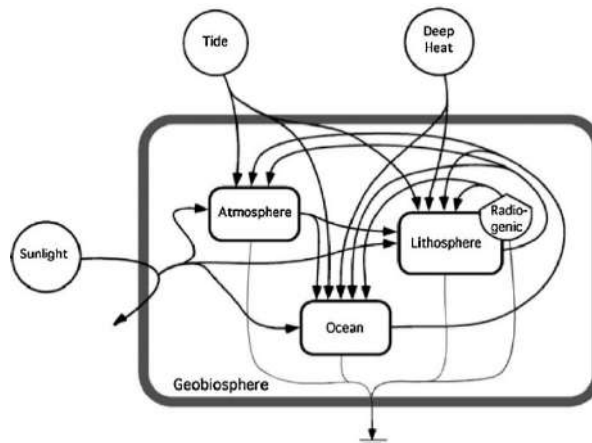 Tide
Deep
Heat
Atmosphere
Radio-
genic
Sunlight
Lithosphere
Ocean
Geobiosphere